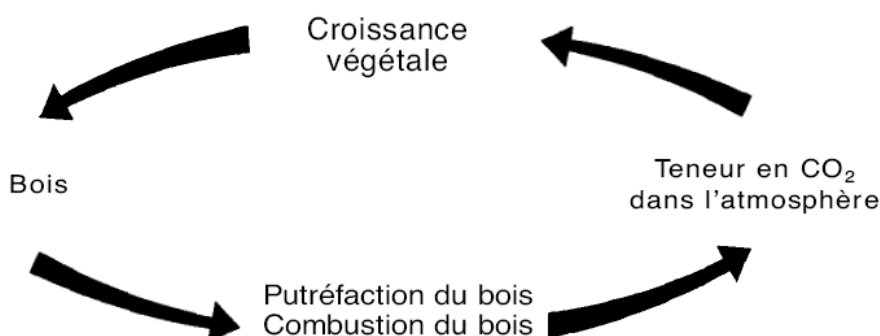 Croissance
végétale
Bois
Teneur en CO₂
dans l'atmosphère
Putréfaction du bois
Combustion du bois